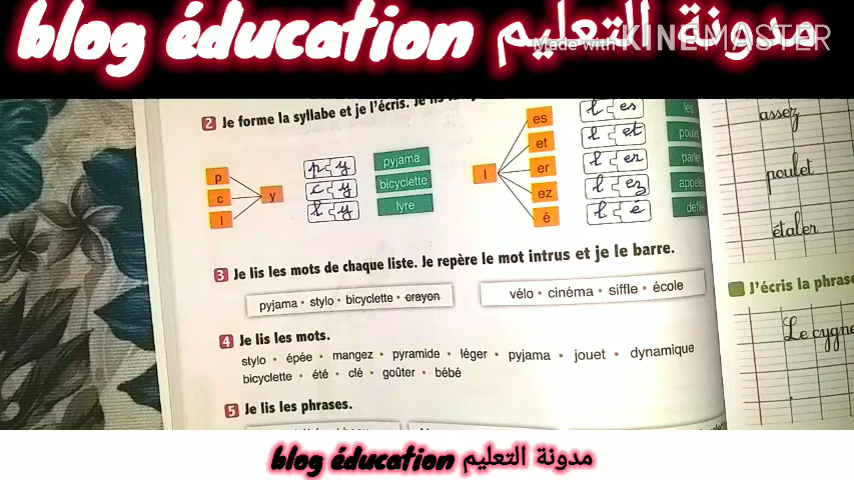 blog éducation مدونة التعليم
Made with KINEMASTER
2 Je forme la syllabe et je l'écris. Je
p
c
l
y
p y
c y
l y
pyjama
bicyclette
lyre
l
es
et
er
ez
é
l es
l et
l er
l ez
l é
les
poulet
parler
appelez
défilé
3 Je lis les mots de chaque liste. Je repère le mot intrus et je le barre.
pyjama • stylo • bicyclette • crayon
vélo • cinéma • siffle • école
4 Je lis les mots.
stylo • épée • mangez • pyramide • léger • pyjama • jouet • dynamique
bicyclette • été • clé • goûter • bébé
5 Je lis les phrases.
assez
poulet
étaler
J'écris la phrase
Le cygne
blog éducation مدونة التعليم